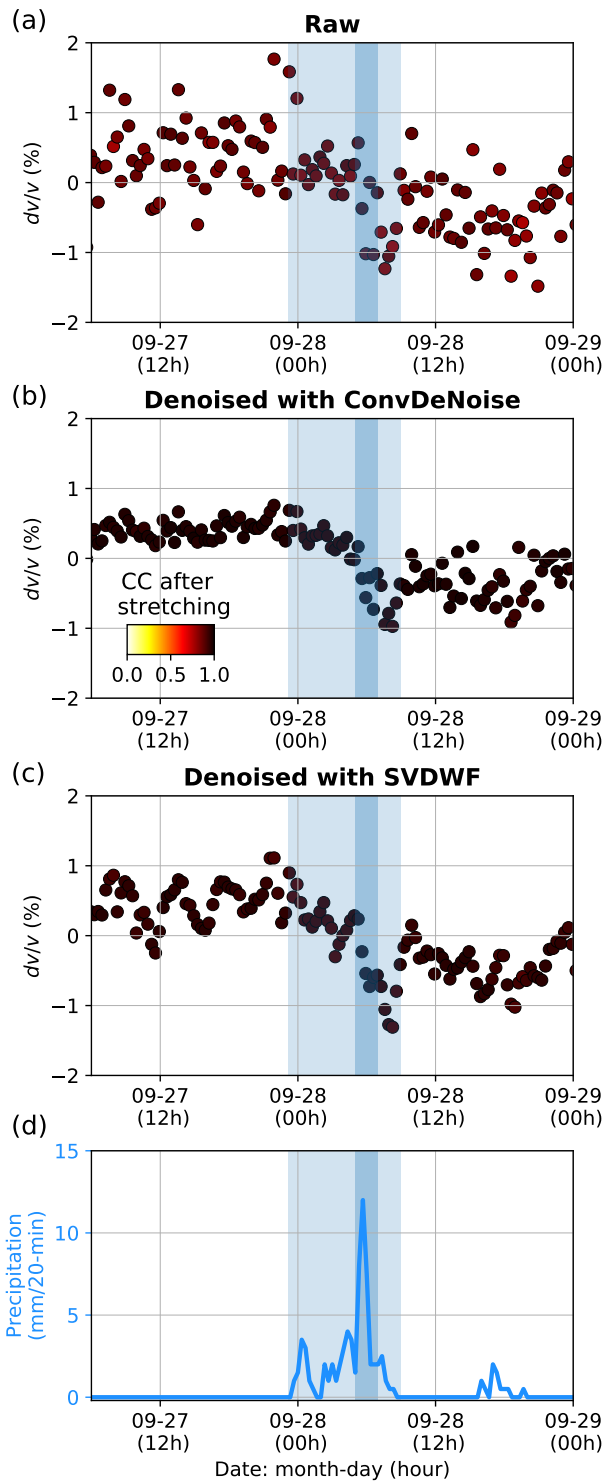 (a)
Raw
2
1
0
−1
−2
dv/v (%)
09-27
(12h)
09-28
(00h)
09-28
(12h)
09-29
(00h)
(b)
Denoised with ConvDeNoise
2
1
0
−1
−2
dv/v (%)
CC after
stretching
0.0 0.5 1.0
09-27
(12h)
09-28
(00h)
09-28
(12h)
09-29
(00h)
(c)
Denoised with SVDWF
2
1
0
−1
−2
dv/v (%)
09-27
(12h)
09-28
(00h)
09-28
(12h)
09-29
(00h)
(d)
15
10
5
0
Precipitation
(mm/20-min)
09-27
(12h)
09-28
(00h)
09-28
(12h)
09-29
(00h)
Date: month-day (hour)